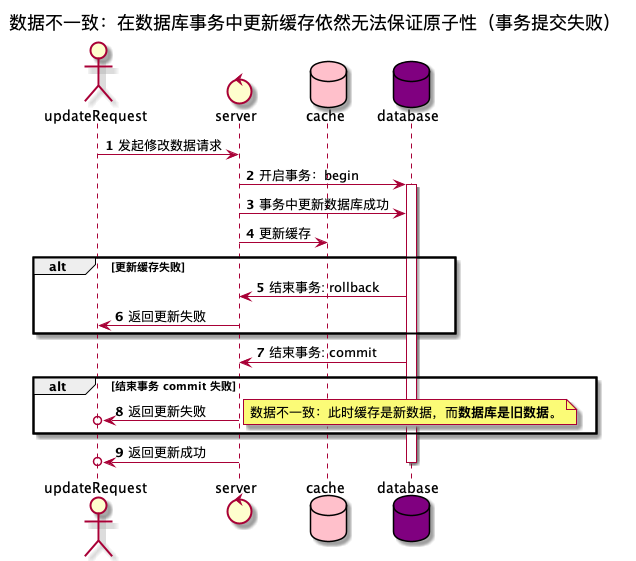 数据不一致：在数据库事务中更新缓存依然无法保证原子性（事务提交失败）
updateRequest
server
cache
database
1 发起修改数据请求
2 开启事务：begin
3 事务中更新数据库成功
4 更新缓存
alt [更新缓存失败]
5 结束事务: rollback
6 返回更新失败
7 结束事务: commit
alt [结束事务 commit 失败]
8 返回更新失败
数据不一致：此时缓存是新数据，而数据库是旧数据。
9 返回更新成功
updateRequest
server
cache
database